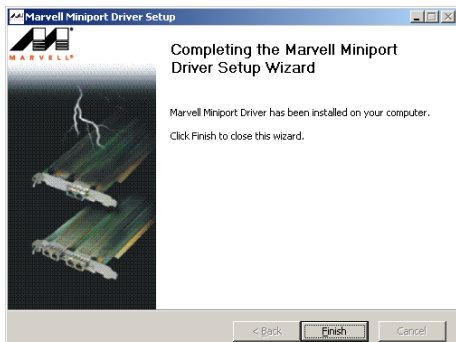 Marvell Miniport Driver Setup
MARVELL®
Completing the Marvell Miniport
Driver Setup Wizard
Marvell Miniport Driver has been installed on your computer.
Click Finish to close this wizard.
< Back
Finish
Cancel